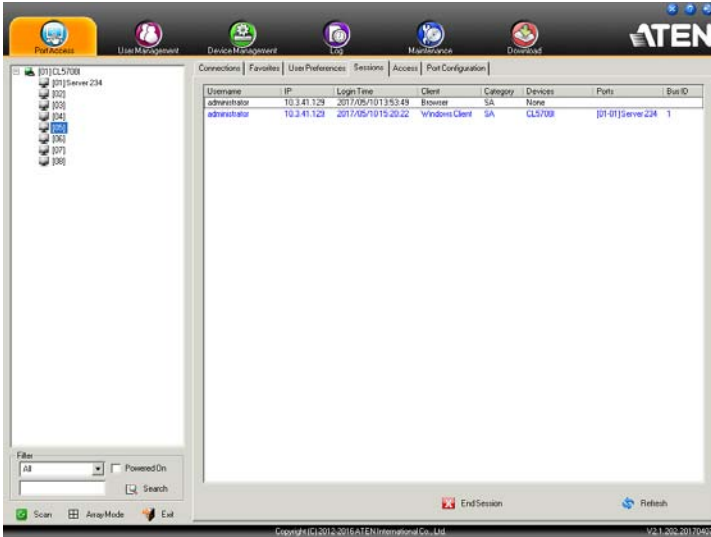 ATEN
Port Access User Management Device Management Log Maintenance Download
[01]CL5708I
[01]Server 234
[02]
[03]
[04]
[05]
[06]
[07]
[08]
Connections Favorites User Preferences Sessions Access Port Configuration
Username IP Login Time Client Category Devices Ports Bus ID
administrator 10.3.41.129 2017/05/10 13:53:49 Browser SA None
administrator 10.3.41.129 2017/05/10 15:20:22 Windows Client SA CL5708I [01-01]Server 234 1
Filter
All Powered On
Search
Scan Array Mode Exit
End Session Refresh
Copyright (C) 2012-2016 ATEN International Co., Ltd. V2.1.202.2017040